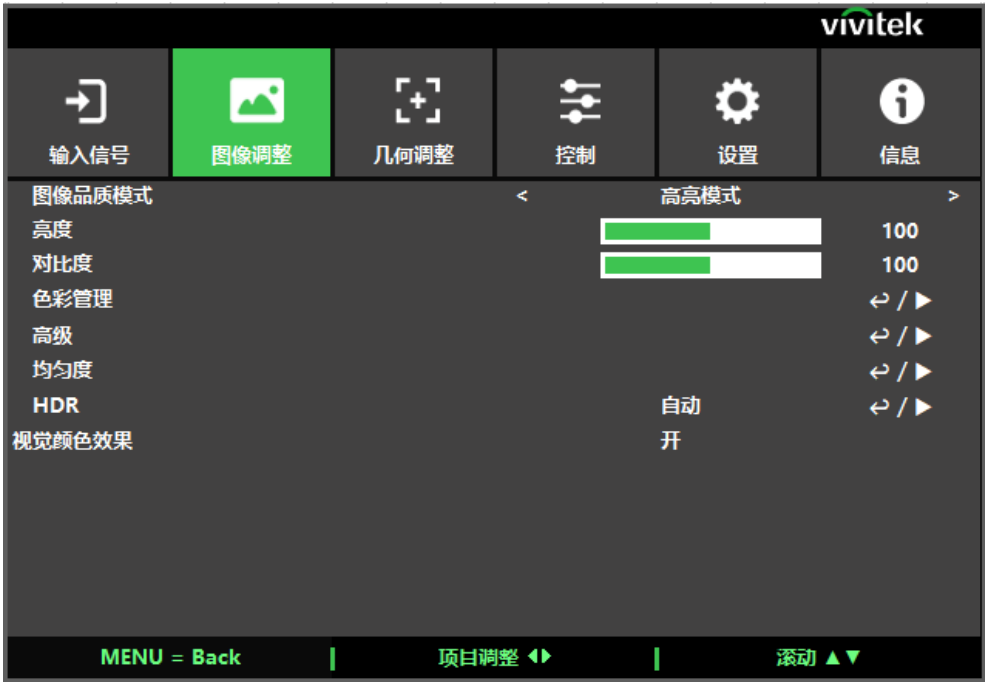 vivitek
输入信号 图像调整 几何调整 控制 设置 信息
图像品质模式 < 高亮模式 >
亮度 100
对比度 100
色彩管理 ↵ / ▶
高级 ↵ / ▶
均匀度 ↵ / ▶
HDR 自动 ↵ / ▶
视觉颜色效果 开
MENU = Back | 项目调整 ◀▶ | 滚动 ▲▼